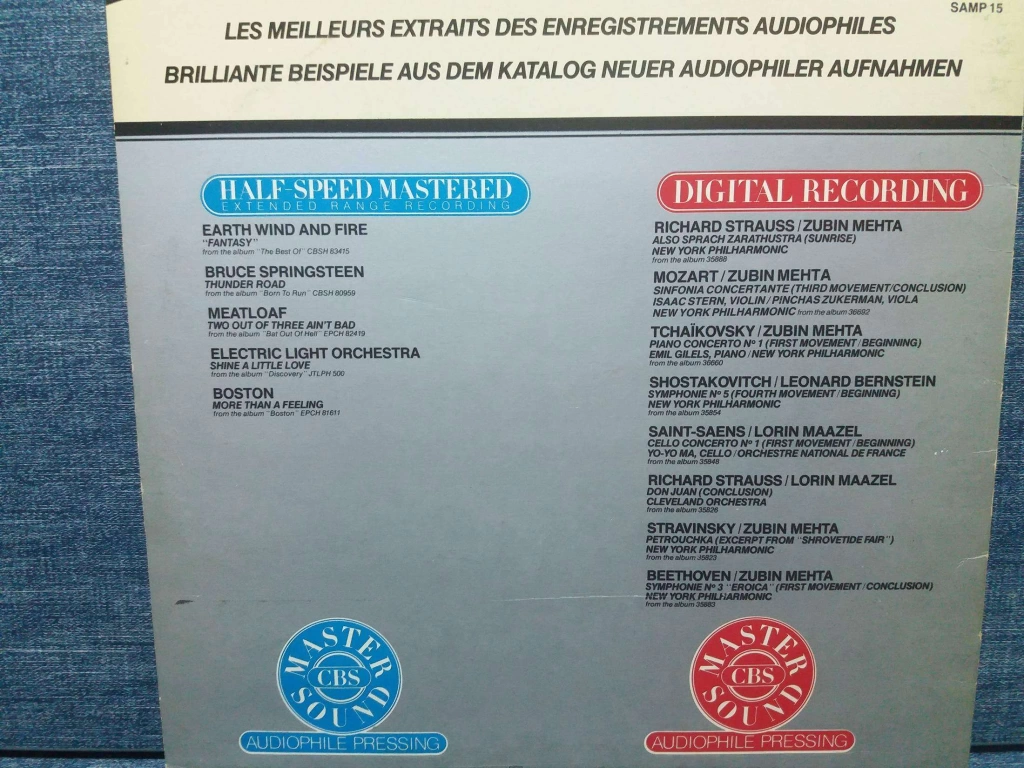 SAMP 15
LES MEILLEURS EXTRAITS DES ENREGISTREMENTS AUDIOPHILES
BRILLIANTE BEISPIELE AUS DEM KATALOG NEUER AUDIOPHILER AUFNAHMEN
HALF-SPEED MASTERED
EXTENDED RANGE RECORDING
EARTH WIND AND FIRE
"FANTASY"
from the album "The Best Of" CBSH 83415
BRUCE SPRINGSTEEN
THUNDER ROAD
from the album "Born To Run" CBSH 80959
MEATLOAF
TWO OUT OF THREE AIN'T BAD
from the album "Bat Out Of Hell" EPCH 82419
ELECTRIC LIGHT ORCHESTRA
SHINE A LITTLE LOVE
from the album "Discovery" JTLPH 500
BOSTON
MORE THAN A FEELING
from the album "Boston" EPCH 81611
MASTER SOUND
CBS
AUDIOPHILE PRESSING
DIGITAL RECORDING
RICHARD STRAUSS / ZUBIN MEHTA
ALSO SPRACH ZARATHUSTRA (SUNRISE)
NEW YORK PHILHARMONIC
from the album 35888
MOZART / ZUBIN MEHTA
SINFONIA CONCERTANTE (THIRD MOVEMENT/CONCLUSION)
ISAAC STERN, VIOLIN / PINCHAS ZUKERMAN, VIOLA
NEW YORK PHILHARMONIC from the album 36692
TCHAÏKOVSKY / ZUBIN MEHTA
PIANO CONCERTO Nº 1 (FIRST MOVEMENT / BEGINNING)
EMIL GILELS, PIANO / NEW YORK PHILHARMONIC
from the album 36660
SHOSTAKOVITCH / LEONARD BERNSTEIN
SYMPHONIE Nº 5 (FOURTH MOVEMENT / BEGINNING)
NEW YORK PHILHARMONIC
from the album 35854
SAINT-SAENS / LORIN MAAZEL
CELLO CONCERTO Nº 1 (FIRST MOVEMENT / BEGINNING)
YO-YO MA, CELLO / ORCHESTRE NATIONAL DE FRANCE
from the album 35848
RICHARD STRAUSS / LORIN MAAZEL
DON JUAN (CONCLUSION)
CLEVELAND ORCHESTRA
from the album 35826
STRAVINSKY / ZUBIN MEHTA
PETROUCHKA (EXCERPT FROM "SHROVETIDE FAIR")
NEW YORK PHILHARMONIC
from the album 35823
BEETHOVEN / ZUBIN MEHTA
SYMPHONIE Nº 3 "EROICA" (FIRST MOVEMENT / CONCLUSION)
NEW YORK PHILHARMONIC
from the album 35883
MASTER SOUND
CBS
AUDIOPHILE PRESSING